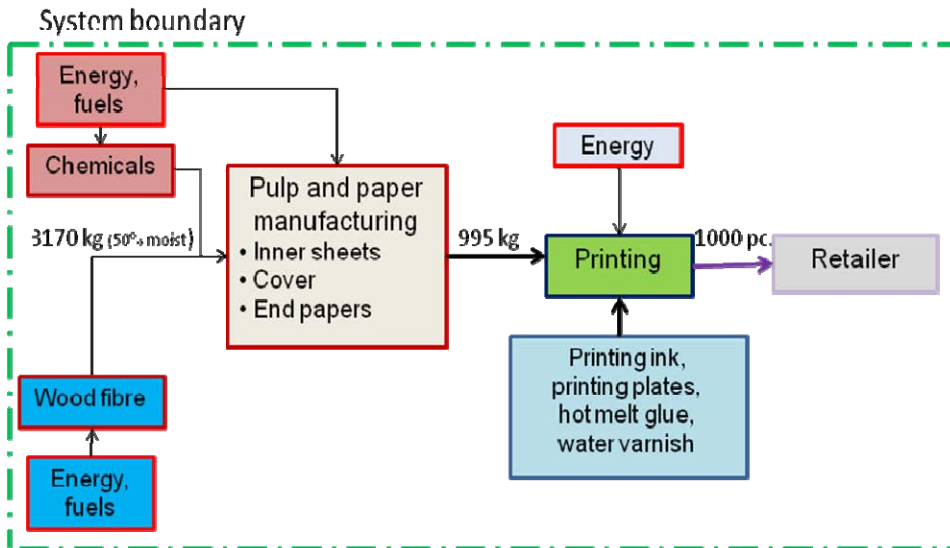 System boundary
Energy,
fuels
Chemicals
3170 kg (50% moist)
Wood fibre
Energy,
fuels
Pulp and paper
manufacturing
• Inner sheets
• Cover
• End papers
995 kg
Energy
Printing
1000 pc.
Retailer
Printing ink,
printing plates,
hot melt glue,
water varnish